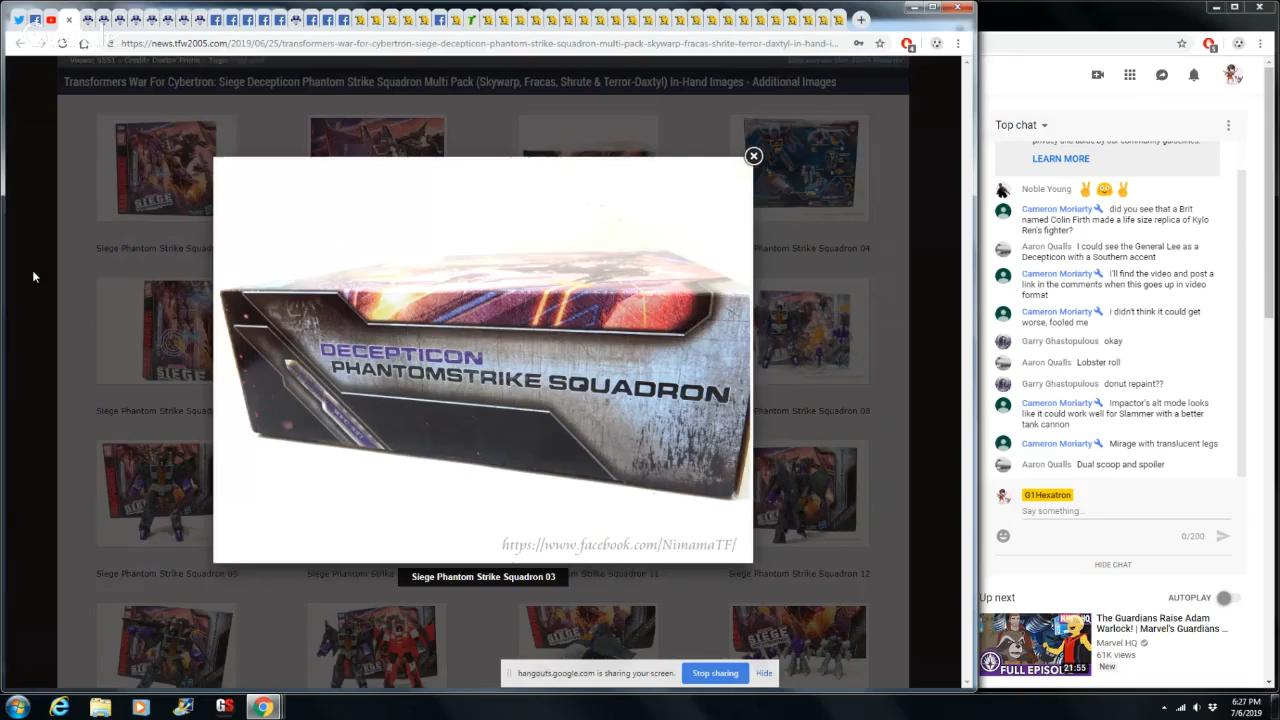 https://news.tfw2005.com/2019/06/25/transformers-war-for-cybertron-siege-decepticon-phantom-strike-squadron-multi-pack-skywarp-fracas-shrite-terror-daxtyl-in-hand-i...
Transformers War For Cybertron: Siege Decepticon Phantom Strike Squadron Multi Pack (Skywarp, Fracas, Shrute & Terror-Daxtyl) In-Hand Images - Additional Images
Siege Phantom Strike Squadron 04
Siege Phantom Strike Squadron 08
Siege Phantom Strike Squadron 12
DECEPTICON
PHANTOMSTRIKE SQUADRON
https://www.facebook.com/NimamaTF/
Siege Phantom Strike Squadron 03
hangouts.google.com is sharing your screen.
Stop sharing
Hide
Top chat
LEARN MORE
Noble Young
Cameron Moriarty did you see that a Brit
named Colin Firth made a life size replica of Kylo
Ren's fighter?
Aaron Qualls I could see the General Lee as a
Decepticon with a Southern accent
Cameron Moriarty I'll find the video and post a
link in the comments when this goes up in video
format
Cameron Moriarty I didn't think it could get
worse, fooled me
Garry Ghastopulous okay
Aaron Qualls Lobster roll
Garry Ghastopulous donut repaint??
Cameron Moriarty Impactor's alt mode looks
like it could work well for Slammer with a better
tank cannon
Cameron Moriarty Mirage with translucent legs
Aaron Qualls Dual scoop and spoiler
G1Hexatron
Say something...
0/200
HIDE CHAT
Up next
AUTOPLAY
The Guardians Raise Adam
Warlock! | Marvel's Guardians ...
Marvel HQ
61K views
New
FULL EPISO
21:55
6:27 PM
7/6/2019